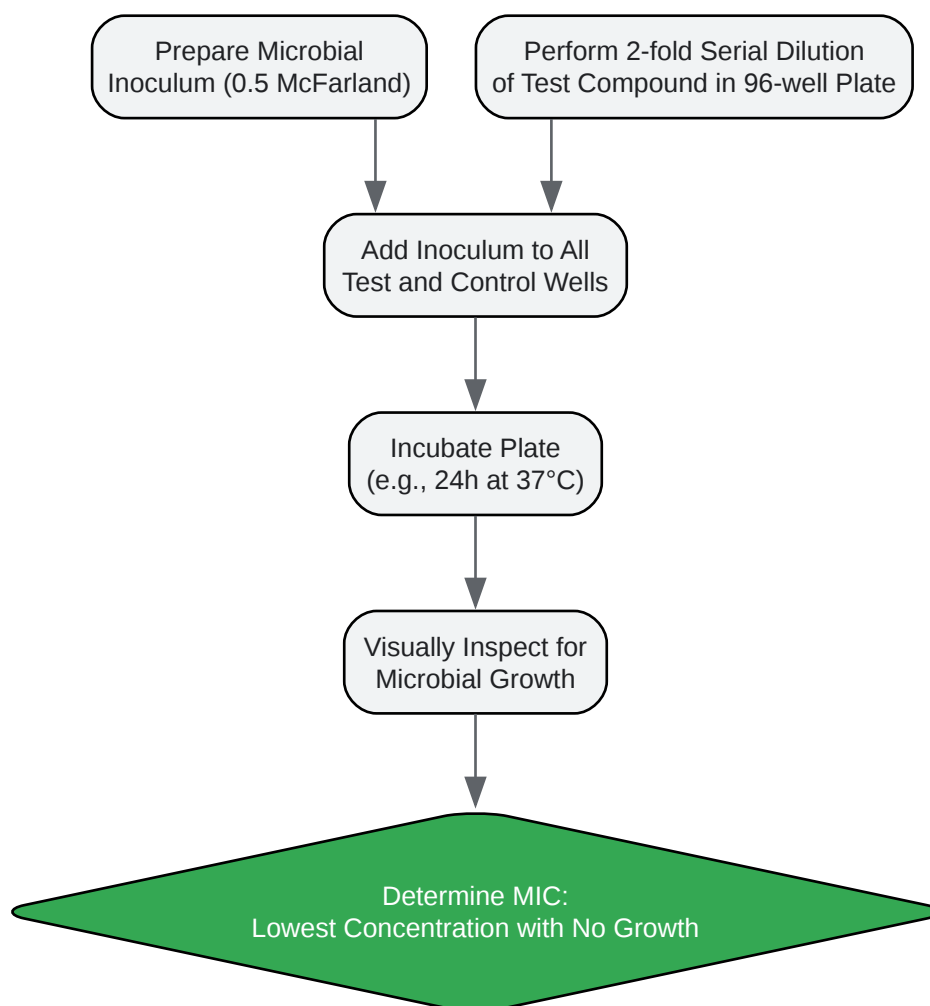 Prepare Microbial
Inoculum (0.5 McFarland)
Perform 2-fold Serial Dilution
of Test Compound in 96-well Plate
Add Inoculum to All
Test and Control Wells
Incubate Plate
(e.g., 24h at 37°C)
Visually Inspect for
Microbial Growth
Determine MIC:
Lowest Concentration with No Growth